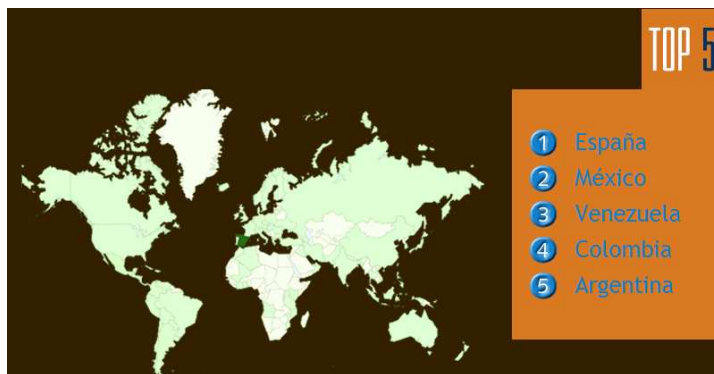 TOP 5
1 España
2 México
3 Venezuela
4 Colombia
5 Argentina